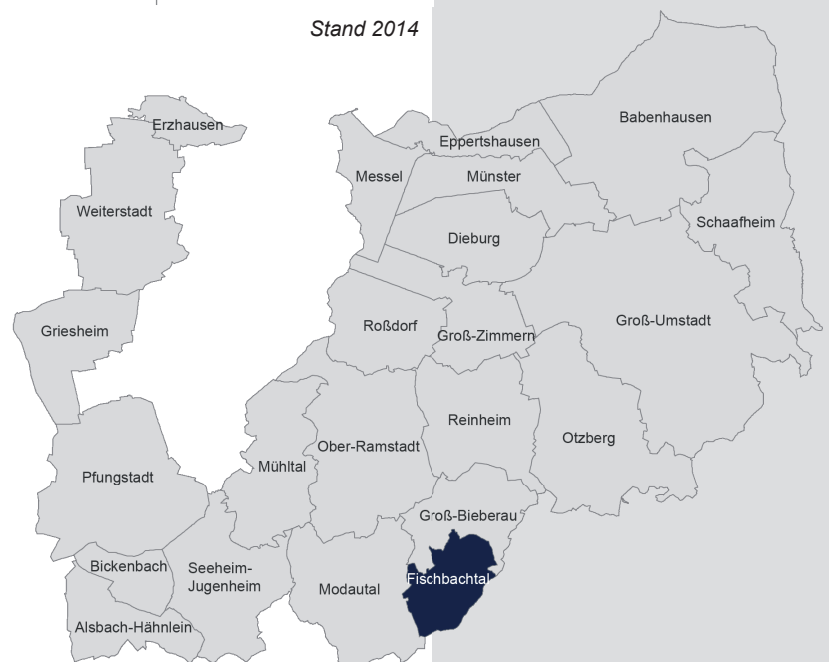 Stand 2014
Erzhausen
Babenhausen
Eppertshausen
Messel
Münster
Weiterstadt
Schaafheim
Dieburg
Groß-Umstadt
Griesheim
Roßdorf
Groß-Zimmern
Reinheim
Otzberg
Ober-Ramstadt
Mühltal
Pfungstadt
Groß-Bieberau
Bickenbach
Seeheim-
Jugenheim
Fischbachtal
Modautal
Alsbach-Hähnlein